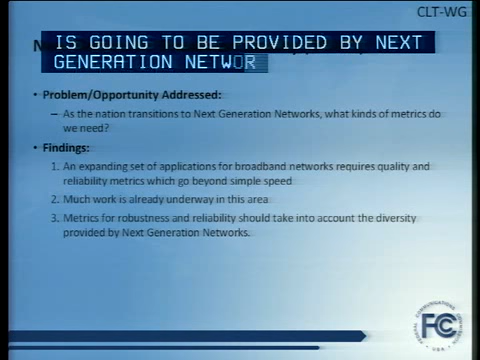 CLT-WG
IS GOING TO BE PROVIDED BY NEXT
GENERATION NETWOR
• Problem/Opportunity Addressed:
– As the nation transitions to Next Generation Networks, what kinds of metrics do
we need?
• Findings:
1. An expanding set of applications for broadband networks requires quality and
reliability metrics which go beyond simple speed
2. Much work is already underway in this area
3. Metrics for robustness and reliability should take into account the diversity
provided by Next Generation Networks.
FEDERAL COMMUNICATIONS COMMISSION
FCC
USA